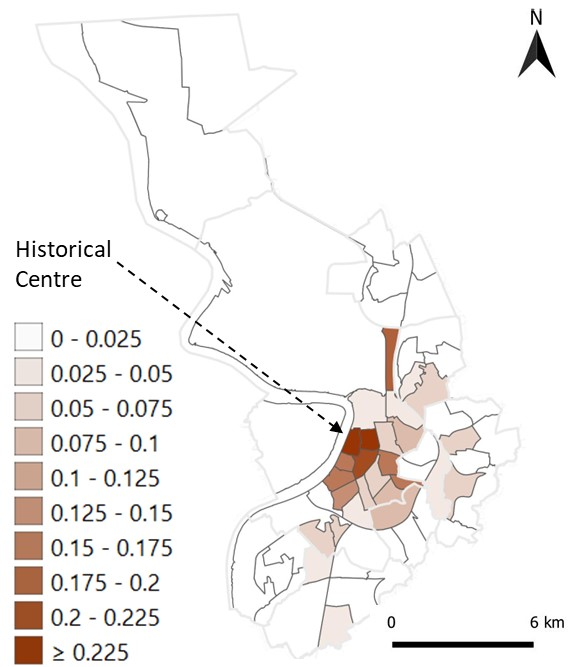 N
Historical
Centre
0 - 0.025
0.025 - 0.05
0.05 - 0.075
0.075 - 0.1
0.1 - 0.125
0.125 - 0.15
0.15 - 0.175
0.175 - 0.2
0.2 - 0.225
≥ 0.225
0 6 km